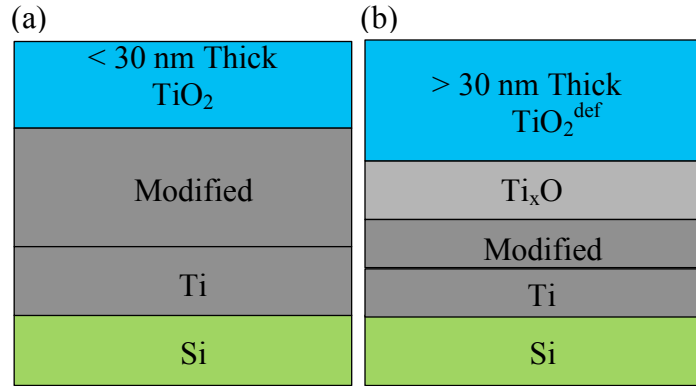 (a)
< 30 nm Thick
TiO₂
Modified
Ti
Si
(b)
> 30 nm Thick
TiO₂ᵈᵉᶠ
TiₓO
Modified
Ti
Si